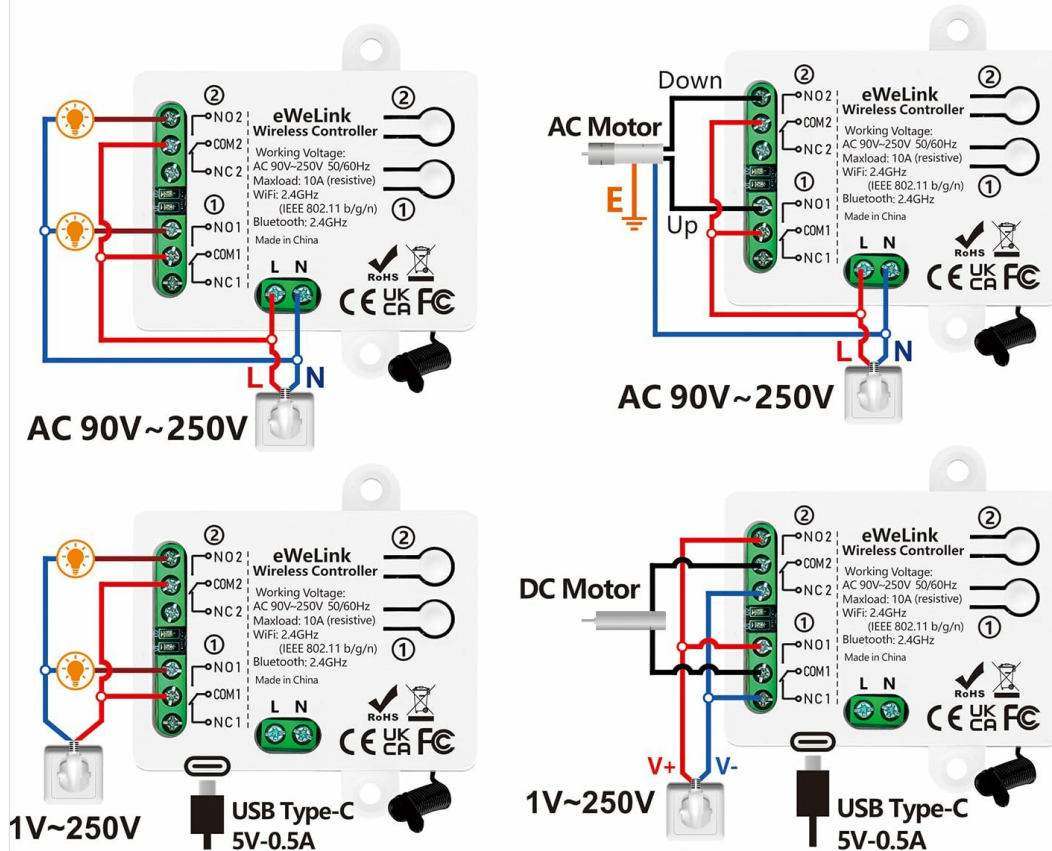 ②
NO2
COM2
NC2
①
NO1
COM1
NC1
eWeLink
Wireless Controller
Working Voltage:
AC 90V~250V 50/60Hz
Maxload: 10A (resistive)
WiFi: 2.4GHz
(IEEE 802.11 b/g/n)
Bluetooth: 2.4GHz
Made in China
②
①
L N
RoHS
CE UK CA FC
L N
AC 90V~250V
AC Motor
Down
Up
E
②
NO2
COM2
NC2
①
NO1
COM1
NC1
eWeLink
Wireless Controller
Working Voltage:
AC 90V~250V 50/60Hz
Maxload: 10A (resistive)
WiFi: 2.4GHz
(IEEE 802.11 b/g/n)
Bluetooth: 2.4GHz
Made in China
②
①
L N
RoHS
CE UK CA FC
L N
AC 90V~250V
②
NO2
COM2
NC2
①
NO1
COM1
NC1
eWeLink
Wireless Controller
Working Voltage:
AC 90V~250V 50/60Hz
Maxload: 10A (resistive)
WiFi: 2.4GHz
(IEEE 802.11 b/g/n)
Bluetooth: 2.4GHz
Made in China
②
①
L N
RoHS
CE UK CA FC
1V~250V
USB Type-C
5V-0.5A
DC Motor
②
NO2
COM2
NC2
①
NO1
COM1
NC1
eWeLink
Wireless Controller
Working Voltage:
AC 90V~250V 50/60Hz
Maxload: 10A (resistive)
WiFi: 2.4GHz
(IEEE 802.11 b/g/n)
Bluetooth: 2.4GHz
Made in China
②
①
L N
RoHS
CE UK CA FC
V+ V-
1V~250V
USB Type-C
5V-0.5A